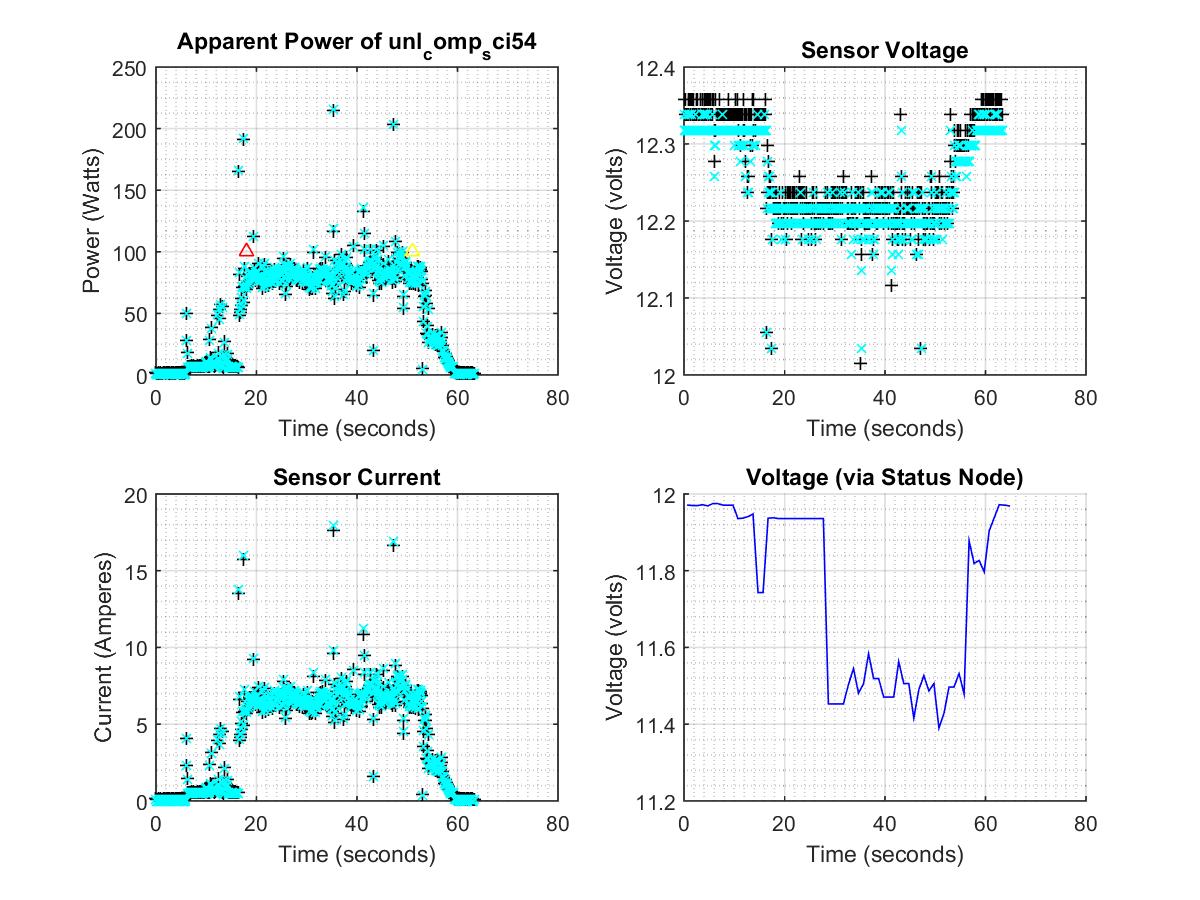 Apparent Power of unl_comp_sci54
250
200
150
100
50
0
Power (Watts)
0 20 40 60 80
Time (seconds)
Sensor Voltage
12.4
12.3
12.2
12.1
12
Voltage (volts)
0 20 40 60 80
Time (seconds)
Sensor Current
20
15
10
5
0
Current (Amperes)
0 20 40 60 80
Time (seconds)
Voltage (via Status Node)
12
11.8
11.6
11.4
11.2
Voltage (volts)
0 20 40 60 80
Time (seconds)